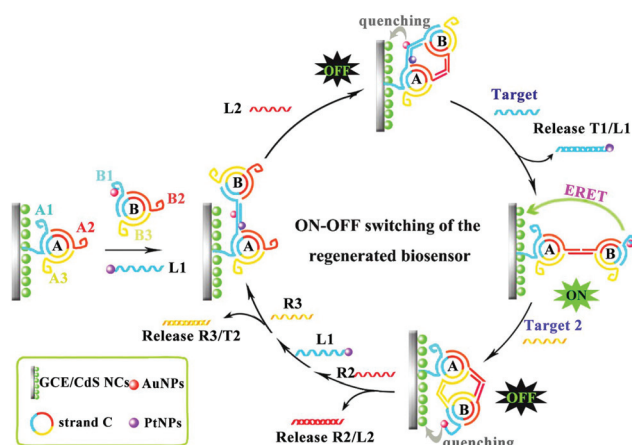 quenching
B
OFF
A
L2
Target
Release T1/L1
B1
B
B2
B3
A1
A2
A
A3
L1
B
A
ON-OFF switching of the
regenerated biosensor
ERET
A
B
ON
R3
Target 2
Release R3/T2
L1
R2
A
B
OFF
Release R2/L2
quenching
GCE/CdS NCs
AuNPs
strand C
PtNPs